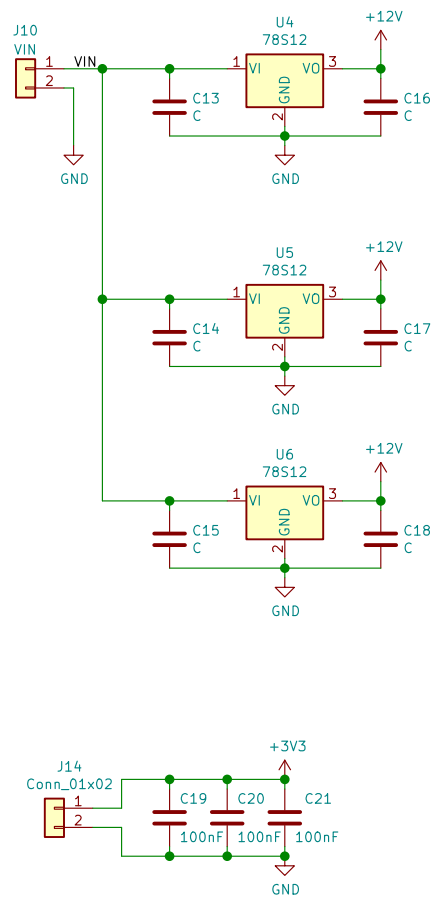 +12V
J10
VIN
U4
78S12
1
VIN
1
VI
VO
3
2
GND
C13
C
2
C16
C
GND
GND
+12V
U5
78S12
1
VI
VO
3
GND
C14
C
2
C17
C
GND
+12V
U6
78S12
1
VI
VO
3
GND
C15
C
2
C18
C
GND
+3V3
J14
Conn_01x02
1
2
C19
C20
C21
100nF
100nF
100nF
GND